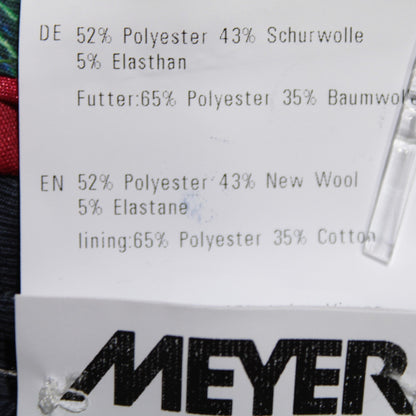 DE 52% Polyester 43% Schurwolle
5% Elasthan
Futter:65% Polyester 35%
EN 52% Polyester 43% New Wool
5% Elastane
lining:65% Polyester 35% Cotton
MEYER